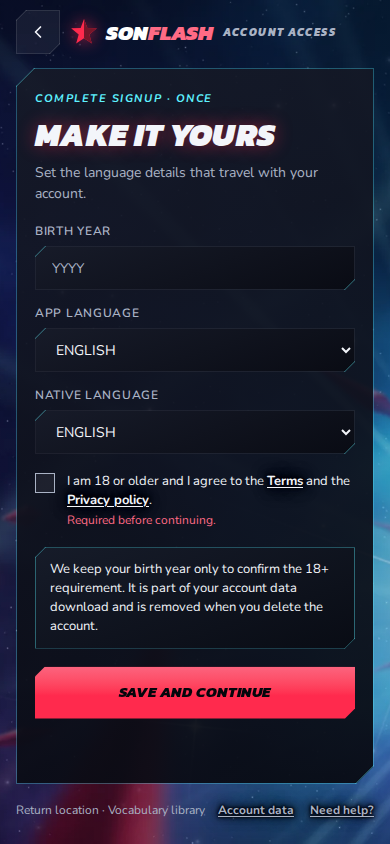 SONFLASH ACCOUNT ACCESS
COMPLETE SIGNUP · ONCE
MAKE IT YOURS
Set the language details that travel with your
account.
BIRTH YEAR
YYYY
APP LANGUAGE
ENGLISH
NATIVE LANGUAGE
ENGLISH
I am 18 or older and I agree to the Terms and the
Privacy policy.
Required before continuing.
We keep your birth year only to confirm the 18+
requirement. It is part of your account data
download and is removed when you delete the
account.
SAVE AND CONTINUE
Return location · Vocabulary library Account data Need help?